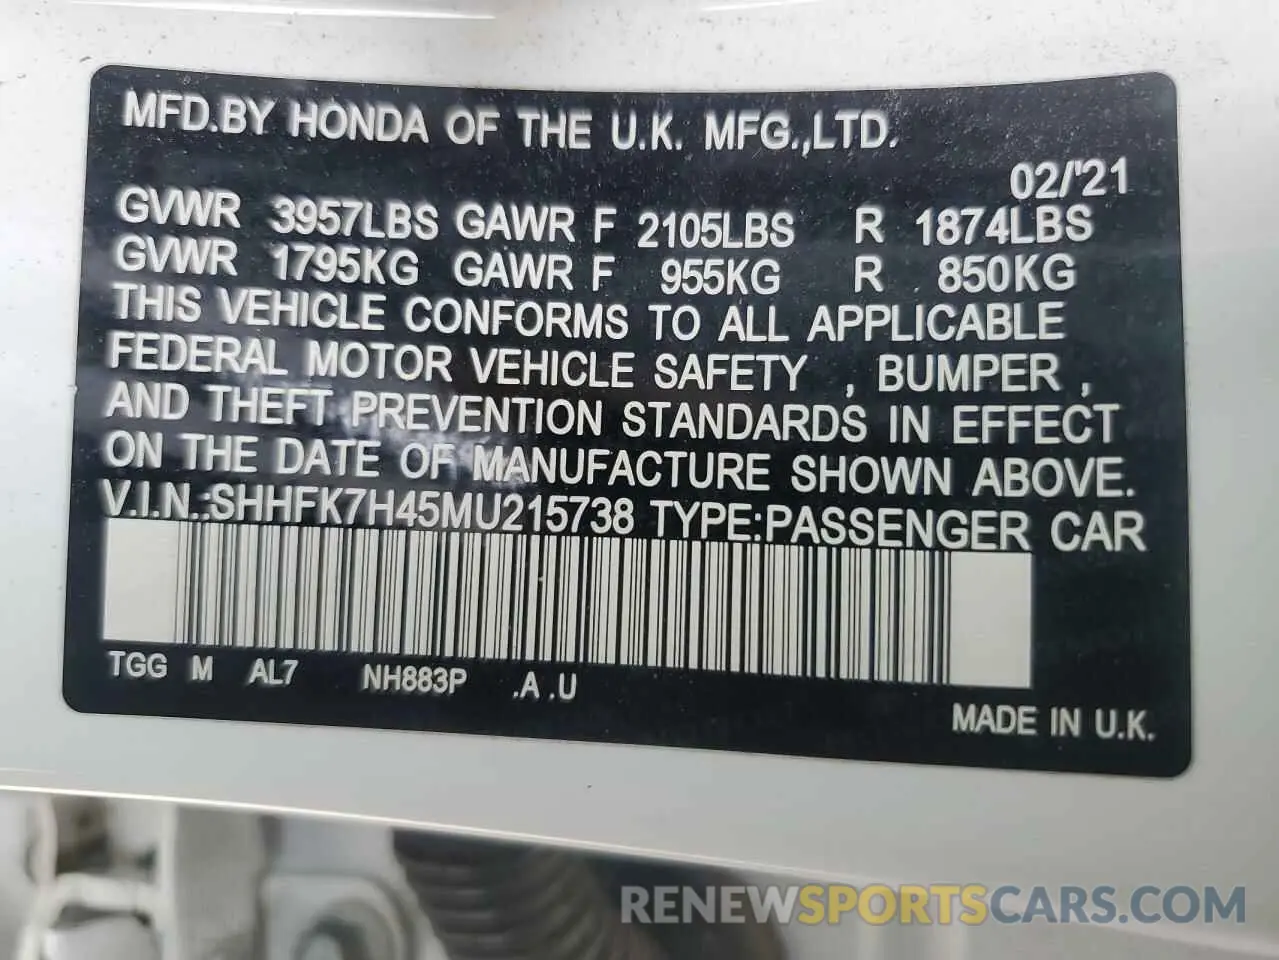 MFD.BY HONDA OF THE U.K. MFG.,LTD.
02/'21
GVWR 3957LBS GAWR F 2105LBS R 1874LBS
GVWR 1795KG GAWR F 955KG R 850KG
THIS VEHICLE CONFORMS TO ALL APPLICABLE
FEDERAL MOTOR VEHICLE SAFETY , BUMPER ,
AND THEFT PREVENTION STANDARDS IN EFFECT
ON THE DATE OF MANUFACTURE SHOWN ABOVE.
V.I.N.:SHHFK7H45MU215738 TYPE:PASSENGER CAR
TGG M AL7 NH883P .A .U
MADE IN U.K.
RENEWSPORTSCARS.COM